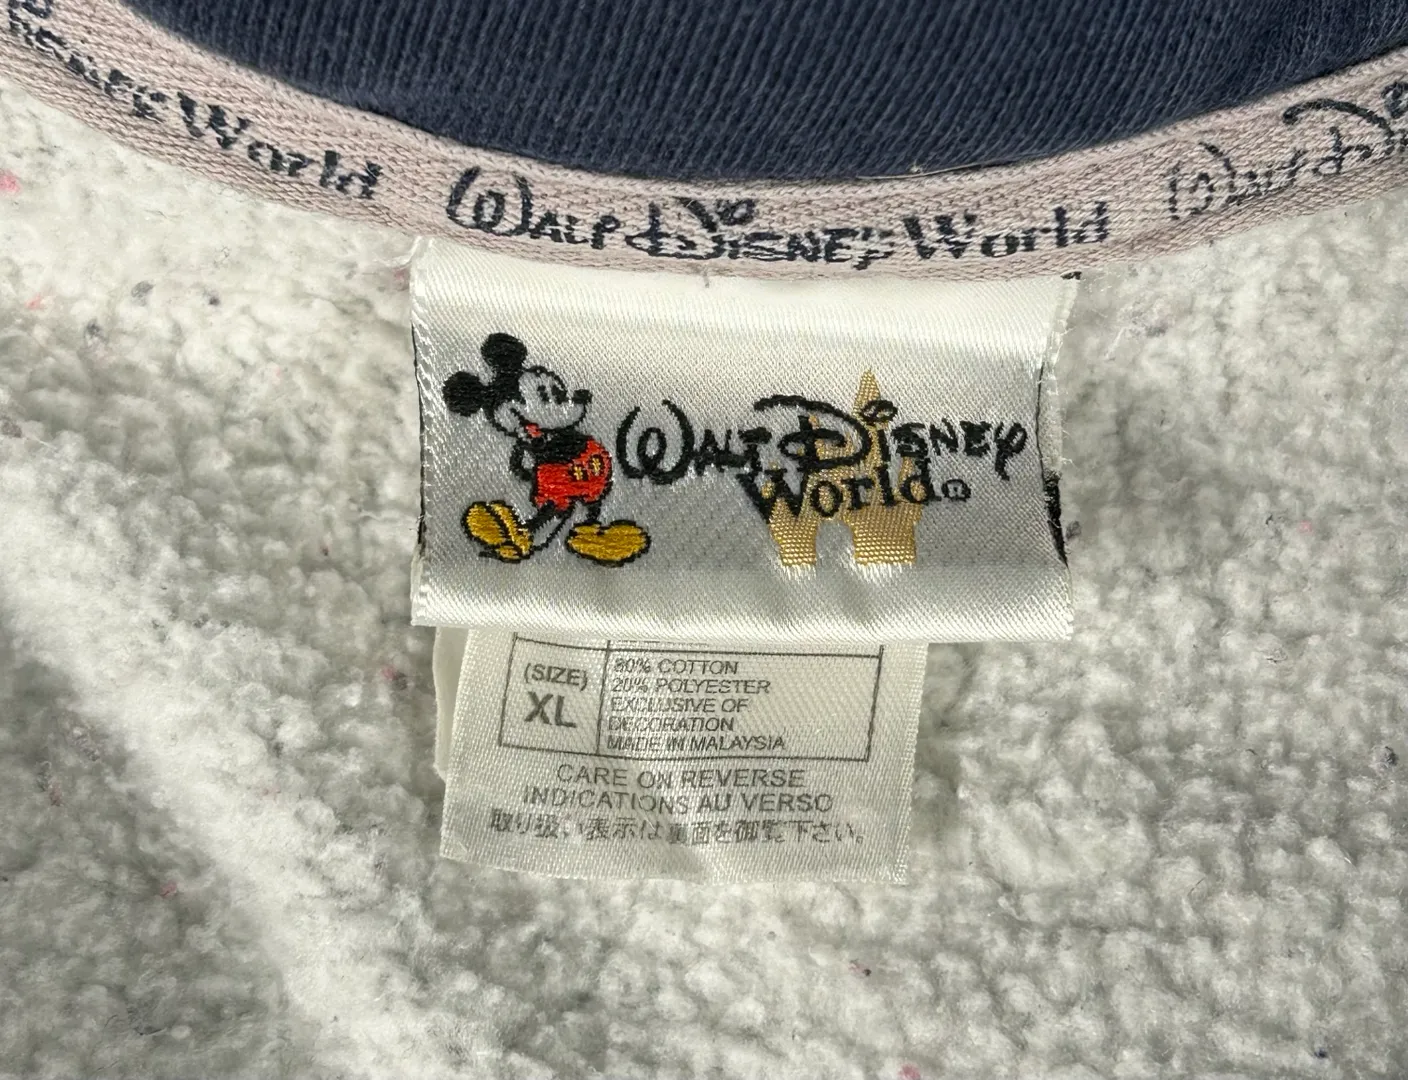 World WALT DISNEY World WALT D
WALT DISNEY
World®
(SIZE)
XL
80% COTTON
20% POLYESTER
EXCLUSIVE OF
DECORATION
MADE IN MALAYSIA
CARE ON REVERSE
INDICATIONS AU VERSO
取り扱い表示は裏面を御覧下さい。